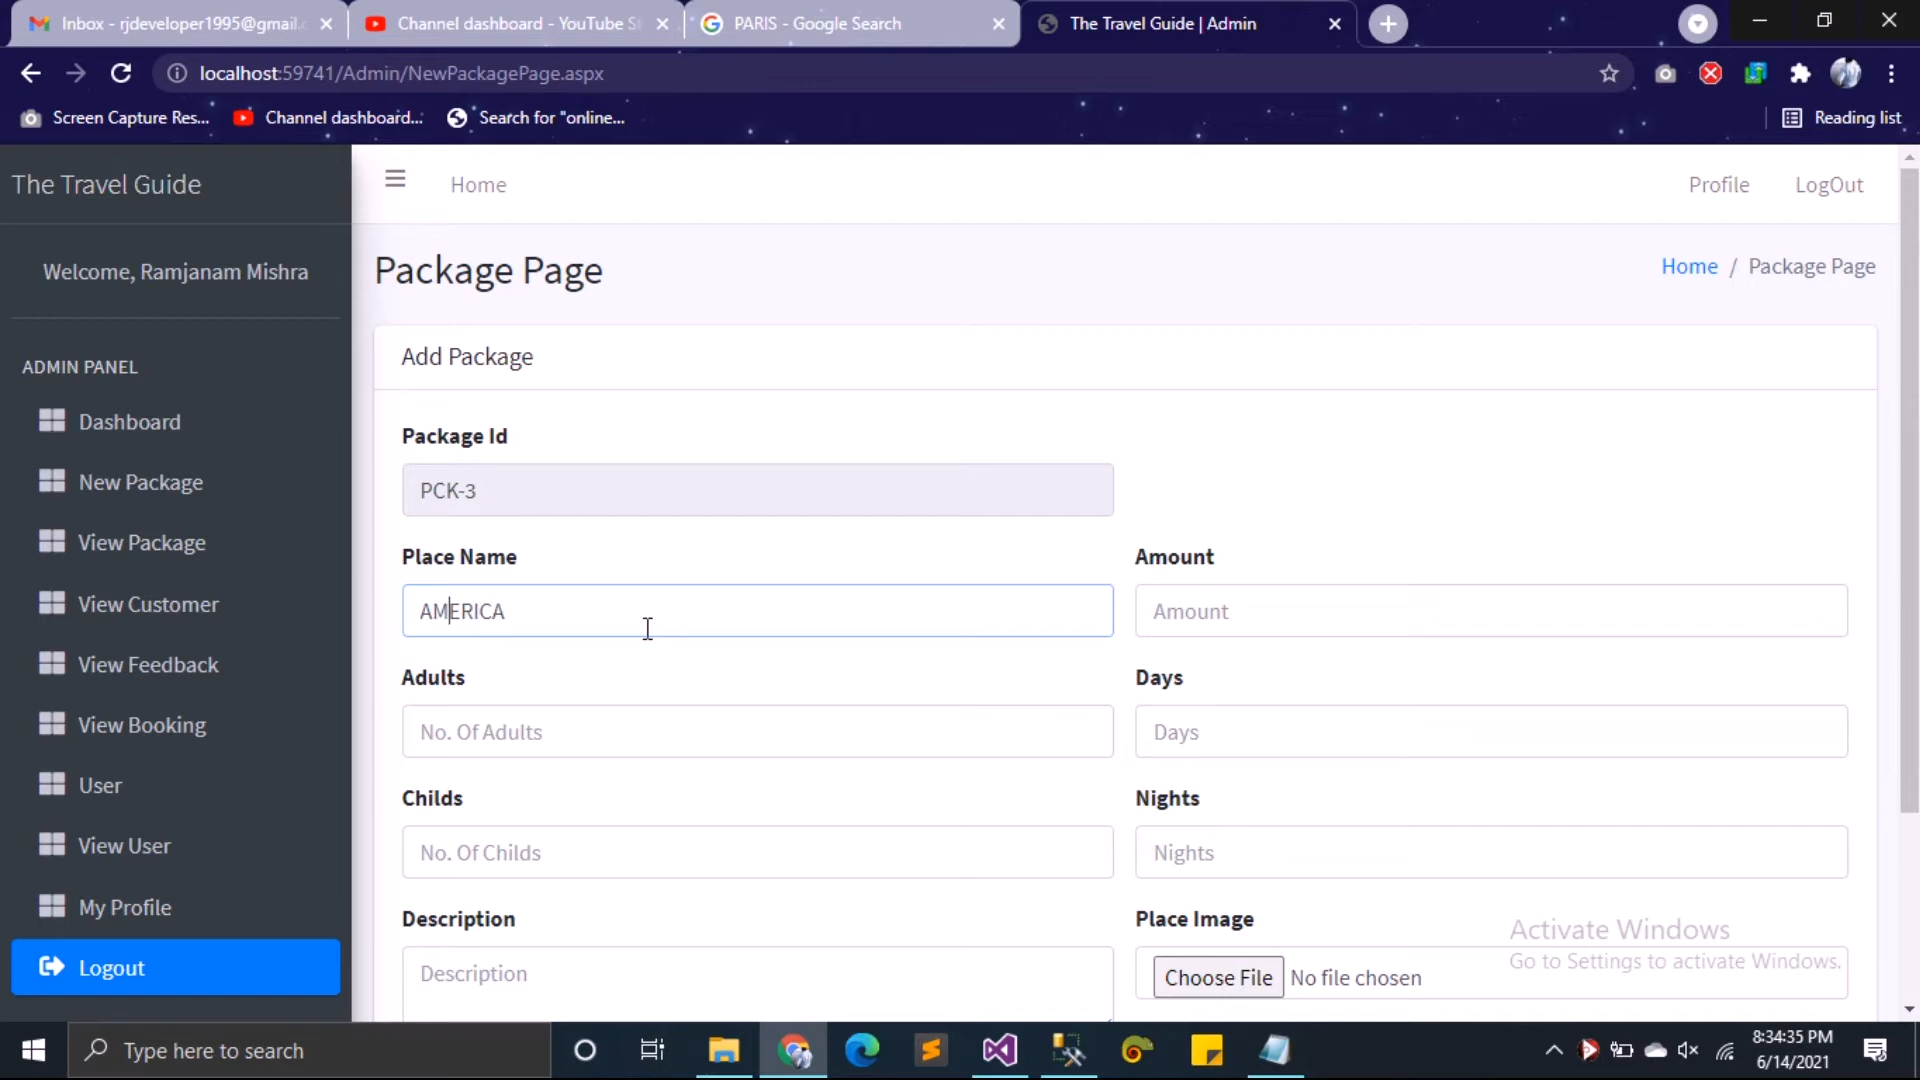 Inbox - rjdeveloper1995@gmail.c
Channel dashboard - YouTube St
PARIS - Google Search
The Travel Guide | Admin
localhost:59741/Admin/NewPackagePage.aspx
Screen Capture Res...
Channel dashboard...
Search for "online...
Reading list
The Travel Guide
Home
Profile
LogOut
Welcome, Ramjanam Mishra
Package Page
Home / Package Page
ADMIN PANEL
Add Package
Dashboard
Package Id
New Package
PCK-3
View Package
Place Name
Amount
View Customer
AMERICA
Amount
View Feedback
Adults
Days
View Booking
No. Of Adults
Days
User
Childs
Nights
View User
No. Of Childs
Nights
My Profile
Description
Place Image
Activate Windows
Go to Settings to activate Windows.
Logout
Description
Choose File
No file chosen
Type here to search
8:34:35 PM
6/14/2021